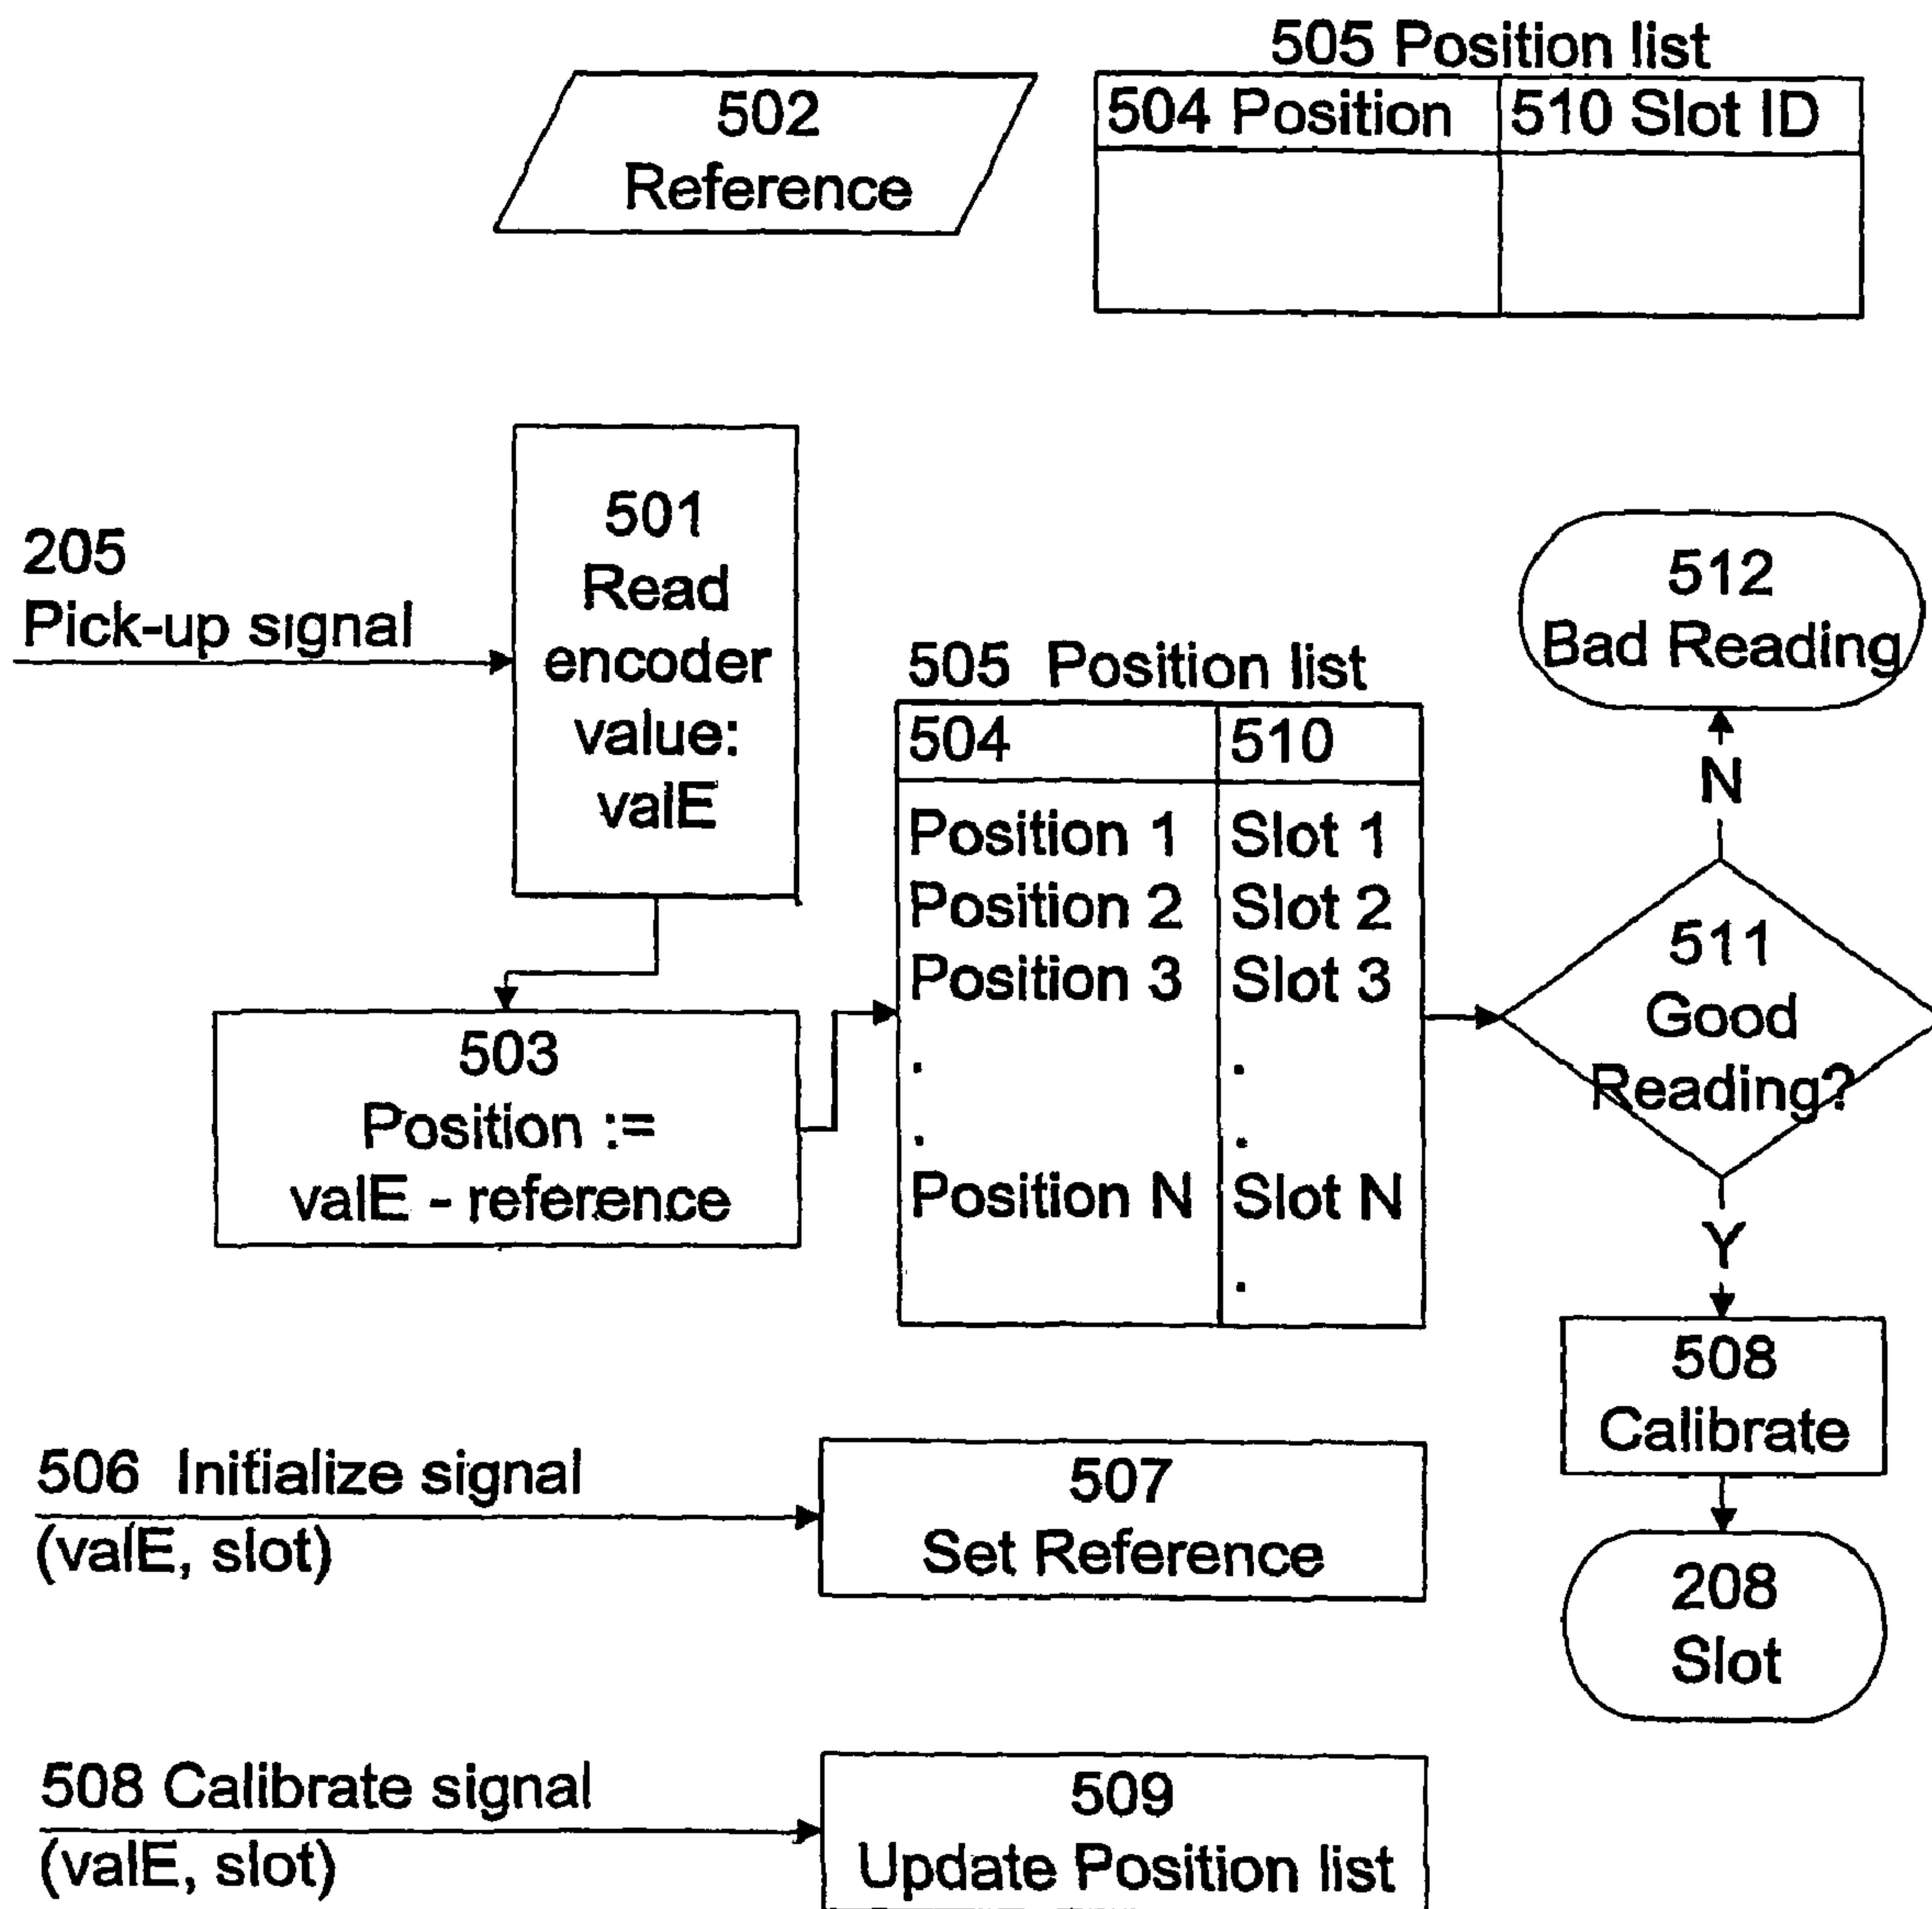 505 Position list
502
Reference
504 Position
510 Slot ID
205
Pick-up signal
501
Read
encoder
value:
valE
503
Position :=
valE - reference
505 Position list
504
510
Position 1
Slot 1
Position 2
Slot 2
Position 3
Slot 3
.
.
.
.
Position N
Slot N
.
512
Bad Reading
N
511
Good
Reading?
Y
508
Calibrate
208
Slot
506 Initialize signal
(valE, slot)
507
Set Reference
508 Calibrate signal
(valE, slot)
509
Update Position list